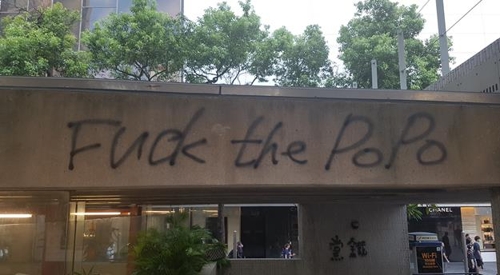 Fuck the PoPo
CHANEL
Wi-Fi